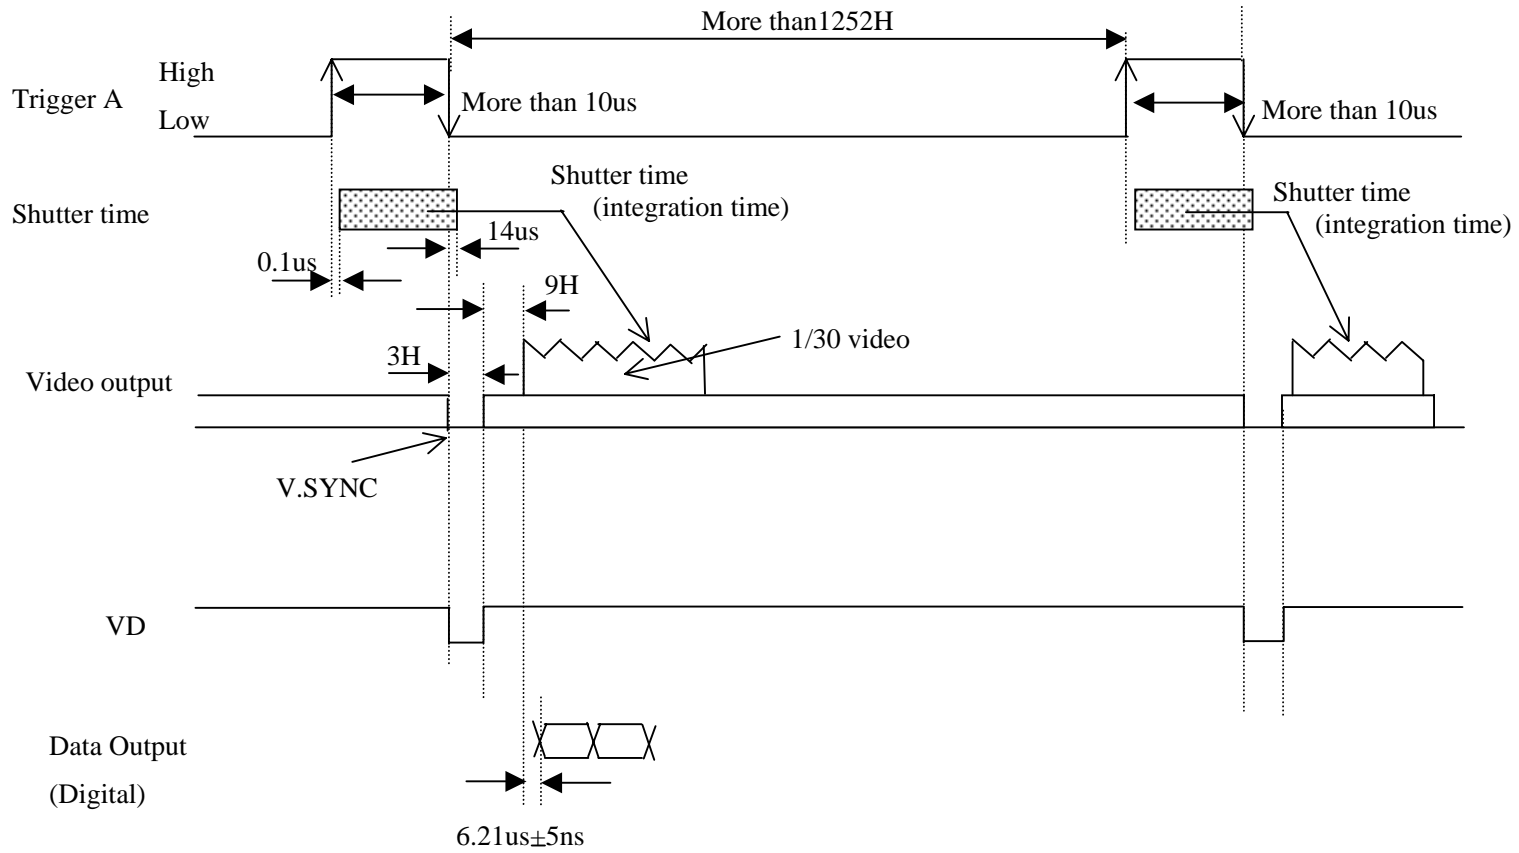 More than1252H
High
Trigger A
More than 10us
More than 10us
Low
Shutter time
(integration time)
Shutter time
(integration time)
Shutter time
14us
0.1us
9H
1/30 video
3H
Video output
V.SYNC
VD
Data Output
(Digital)
6.21us±5ns